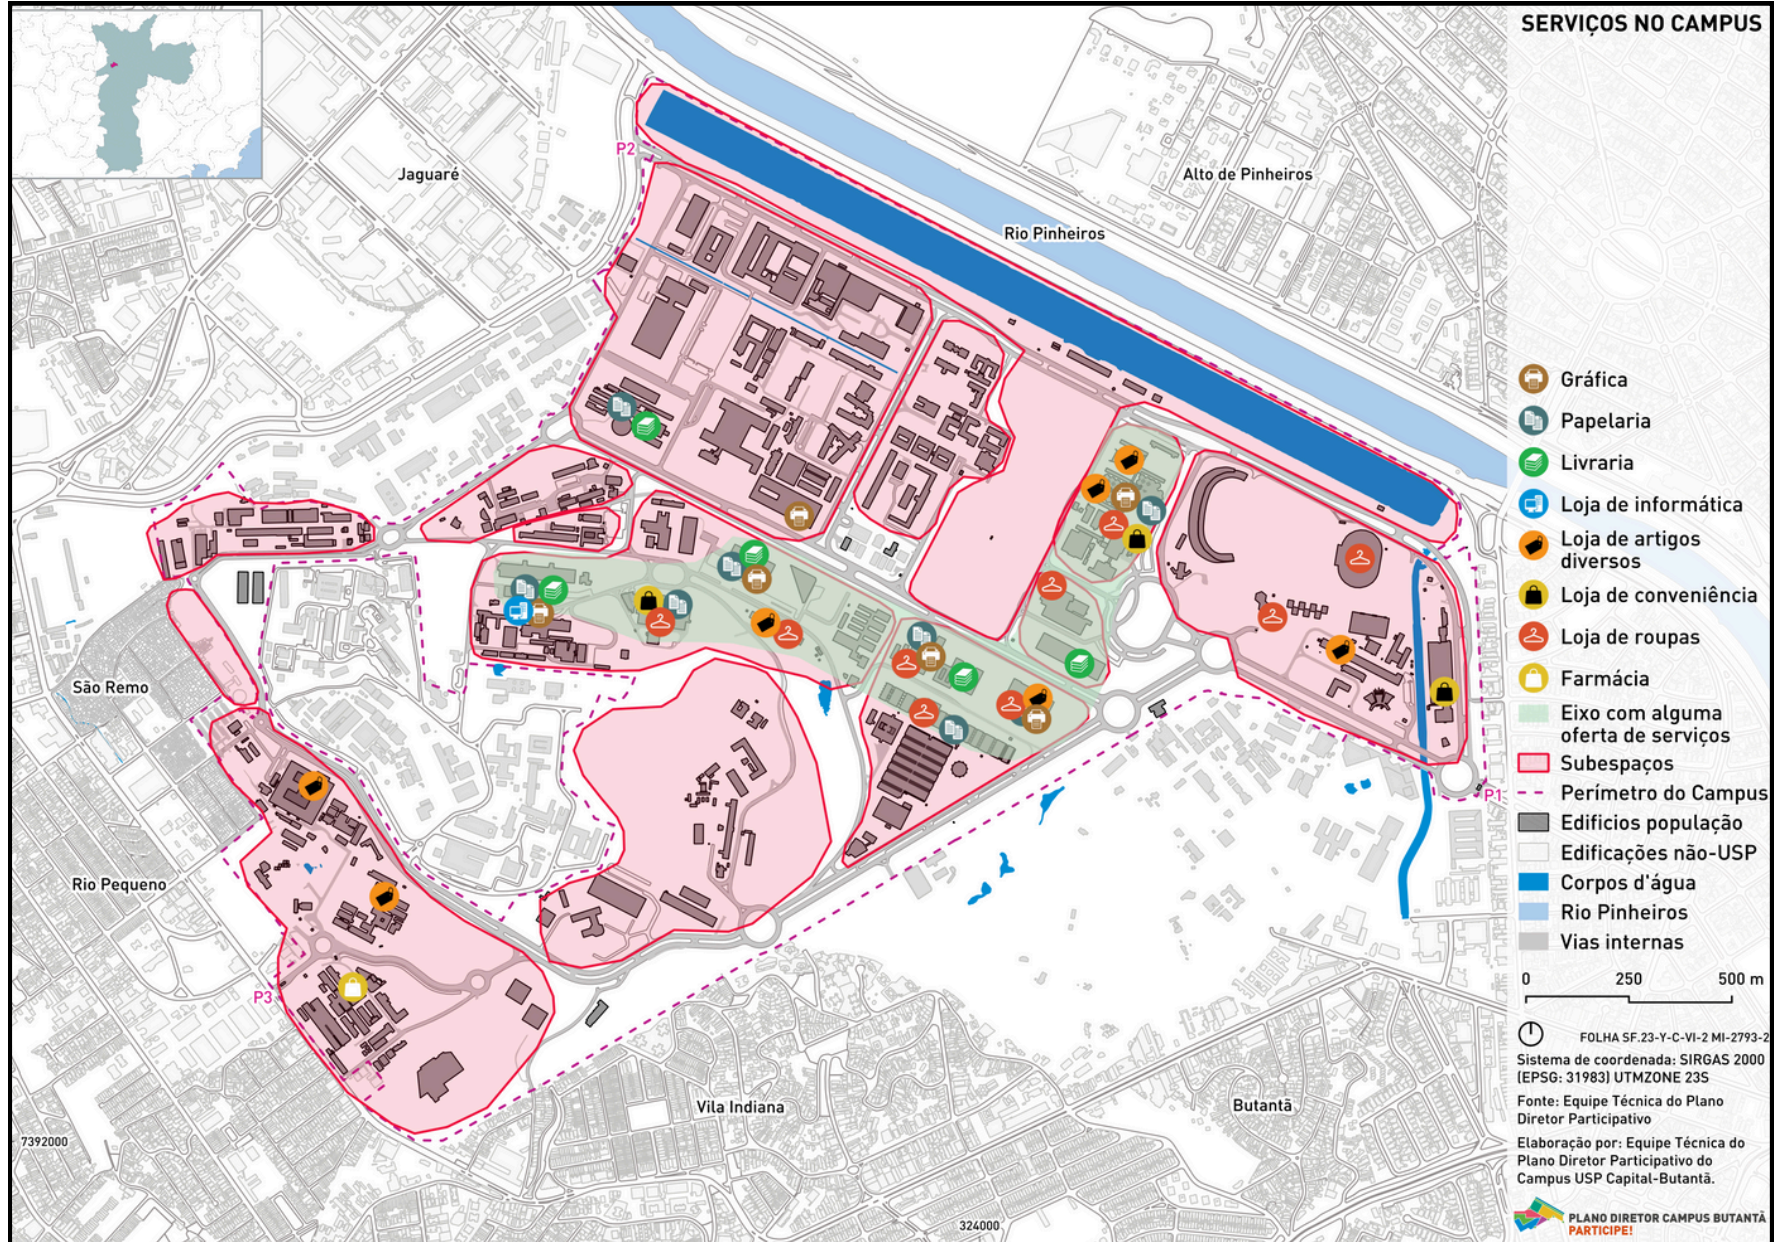 SERVIÇOS NO CAMPUS
P2
Jaguaré
Alto de Pinheiros
Rio Pinheiros
São Remo
Rio Pequeno
P1
P3
Vila Indiana
Butantã
7392000
324000
Gráfica
Papelaria
Livraria
Loja de informática
Loja de artigos
diversos
Loja de conveniência
Loja de roupas
Farmácia
Eixo com alguma
oferta de serviços
Subespaços
Perímetro do Campus
Edificios população
Edificações não-USP
Corpos d'água
Rio Pinheiros
Vias internas
0 250 500 m
FOLHA SF.23-Y-C-VI-2 MI-2793-2
Sistema de coordenada: SIRGAS 2000
(EPSG: 31983) UTMZONE 23S
Fonte: Equipe Técnica do Plano
Diretor Participativo
Elaboração por: Equipe Técnica do
Plano Diretor Participativo do
Campus USP Capital-Butantã.
PLANO DIRETOR CAMPUS BUTANTÃ
PARTICIPE!